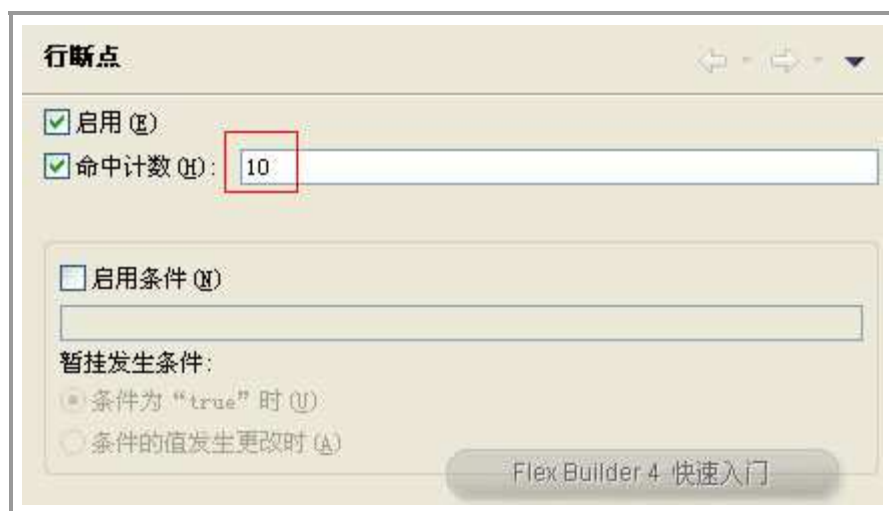 行断点
启用(E)
命中计数(H): 10
启用条件(N)
暂挂发生条件:
条件为“true”时(U)
条件的值发生更改时(A)
Flex Builder 4 快速入门